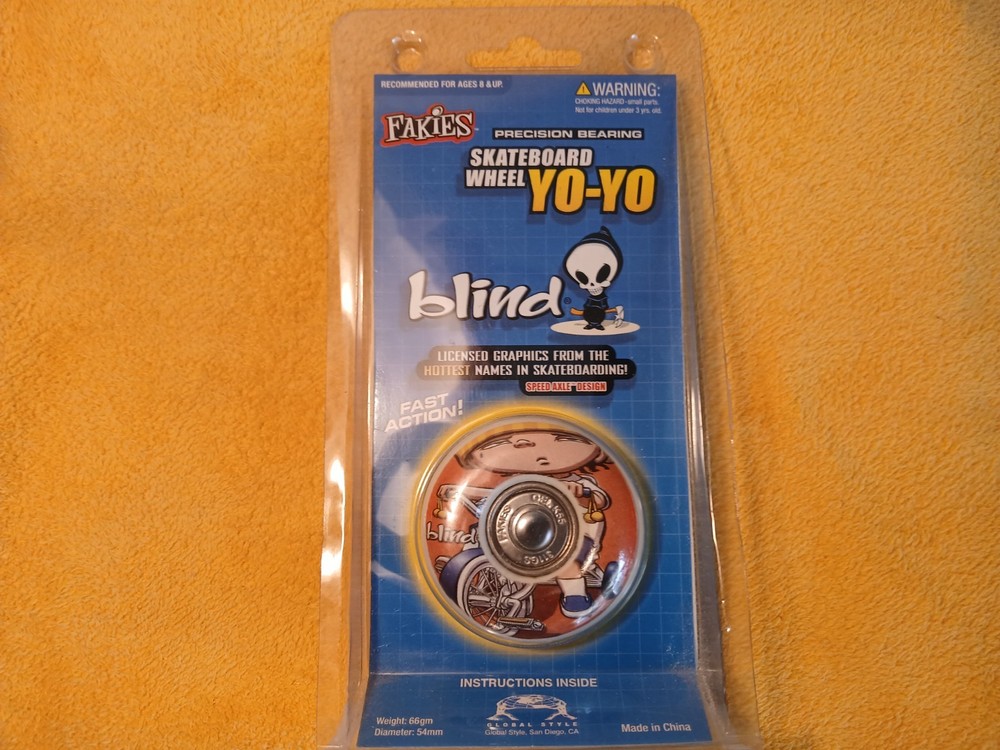 RECOMMENDED FOR AGES 8 & UP.
WARNING:
CHOKING HAZARD-small parts.
Not for children under 3 yrs. old.
FAKIES
PRECISION BEARING
SKATEBOARD
WHEEL YO-YO
blind®
LICENSED GRAPHICS FROM THE
HOTTEST NAMES IN SKATEBOARDING!
SPEED AXLE DESIGN
FAST
ACTION!
blind
FAKIES
INSTRUCTIONS INSIDE
GLOBAL STYLE
Global Style, San Diego, CA
Weight: 66gm
Diameter: 54mm
Made in China